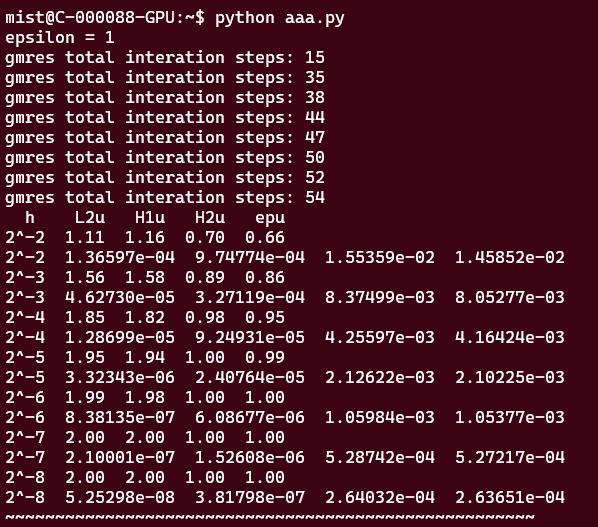 mist@C-000088-GPU:~$ python aaa.py
epsilon = 1
gmres total interation steps: 15
gmres total interation steps: 35
gmres total interation steps: 38
gmres total interation steps: 44
gmres total interation steps: 47
gmres total interation steps: 50
gmres total interation steps: 52
gmres total interation steps: 54
  h    L2u   H1u   H2u   epu
2^-2  1.11  1.16  0.70  0.66
2^-2  1.36597e-04  9.74774e-04  1.55359e-02  1.45852e-02
2^-3  1.56  1.58  0.89  0.86
2^-3  4.62730e-05  3.27119e-04  8.37499e-03  8.05277e-03
2^-4  1.85  1.82  0.98  0.95
2^-4  1.28699e-05  9.24931e-05  4.25597e-03  4.16424e-03
2^-5  1.95  1.94  1.00  0.99
2^-5  3.32343e-06  2.40764e-05  2.12622e-03  2.10225e-03
2^-6  1.99  1.98  1.00  1.00
2^-6  8.38135e-07  6.08677e-06  1.05984e-03  1.05377e-03
2^-7  2.00  2.00  1.00  1.00
2^-7  2.10001e-07  1.52608e-06  5.28742e-04  5.27217e-04
2^-8  2.00  2.00  1.00  1.00
2^-8  5.25298e-08  3.81798e-07  2.64032e-04  2.63651e-04
~~~~~~~~~~~~~~~~~~~~~~~~~~~~~~~~~~~~~~~~~~~~~~~~~~~~~